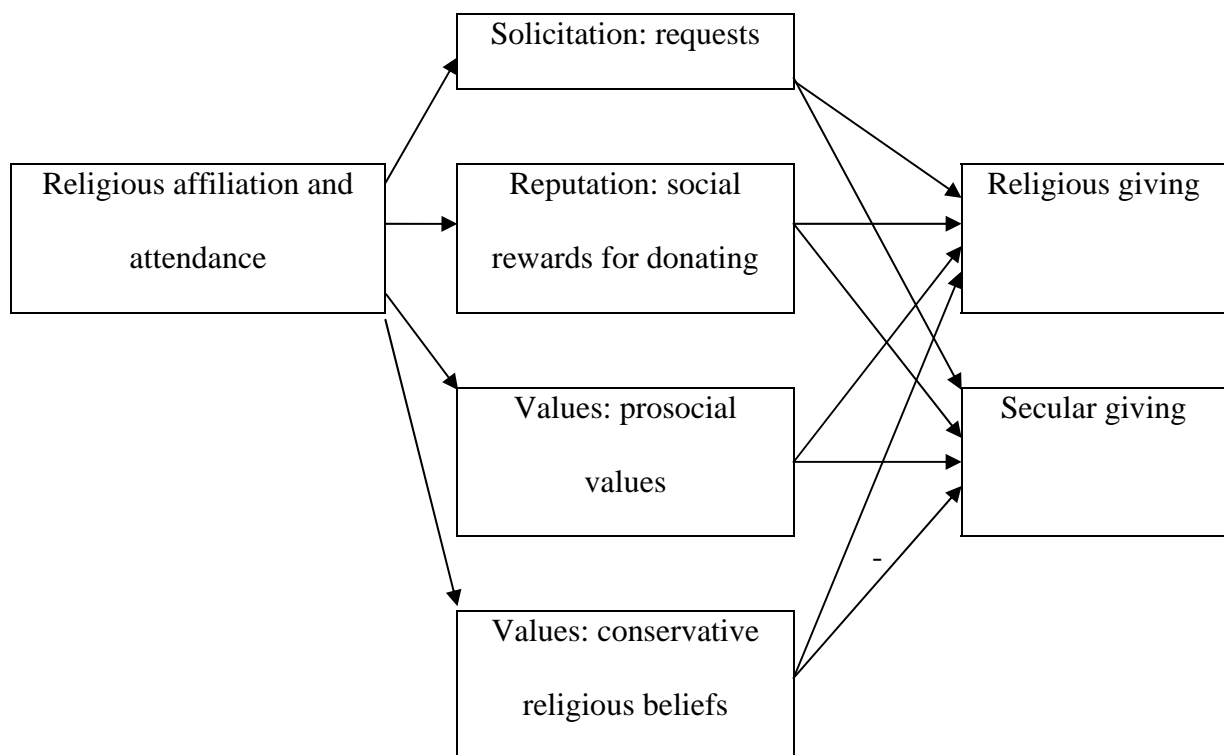 Solicitation: requests
Religious affiliation and
attendance
Reputation: social
rewards for donating
Religious giving
Values: prosocial
values
Secular giving
-
Values: conservative
religious beliefs